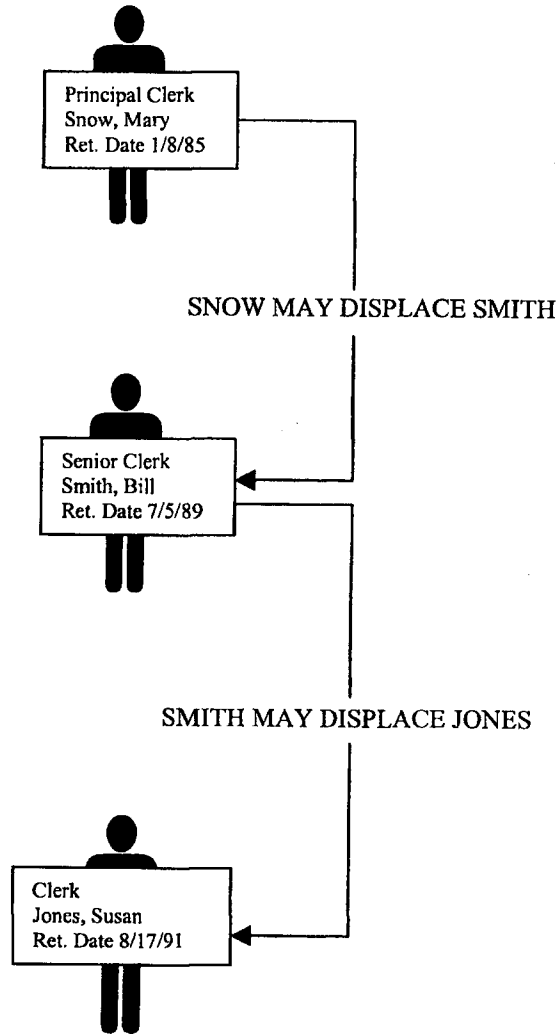 Principal Clerk
Snow, Mary
Ret. Date 1/8/85
SNOW MAY DISPLACE SMITH
Senior Clerk
Smith, Bill
Ret. Date 7/5/89
SMITH MAY DISPLACE JONES
Clerk
Jones, Susan
Ret. Date 8/17/91